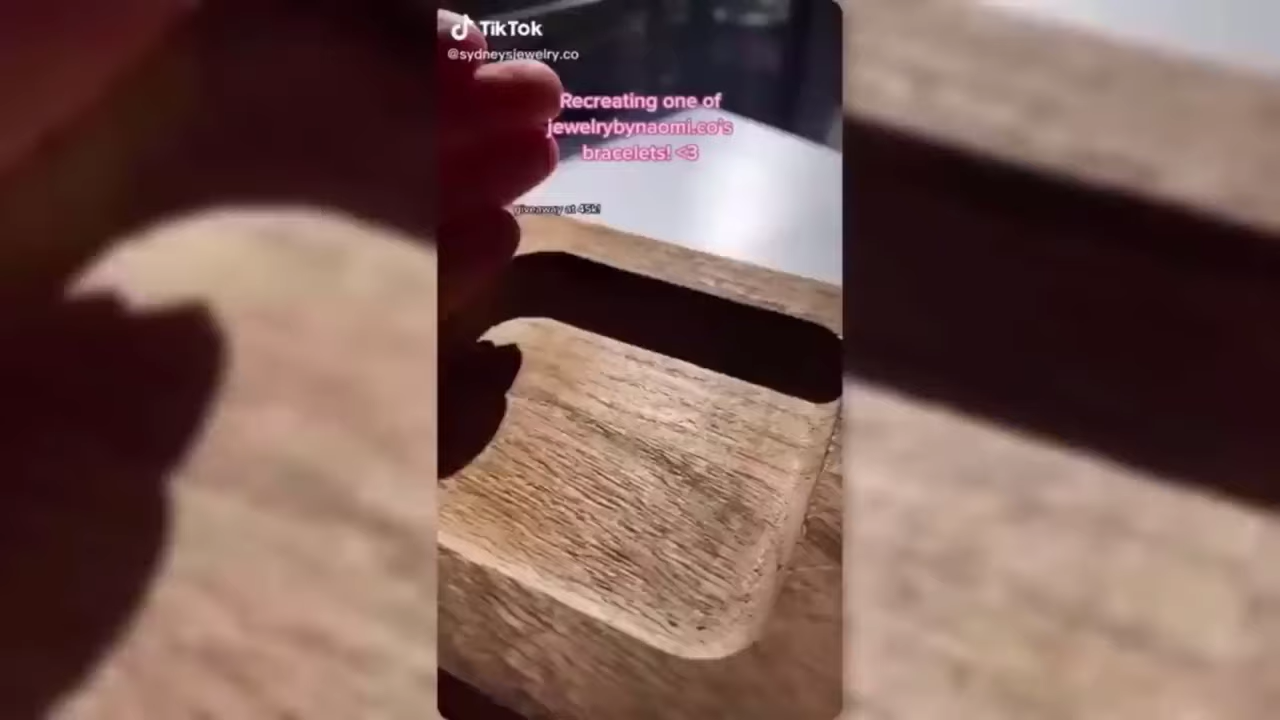 TikTok
@sydneysjewelry.co
Recreating one of
jewelrybynaomi.co's
bracelets! <3
giveaway at 45k!